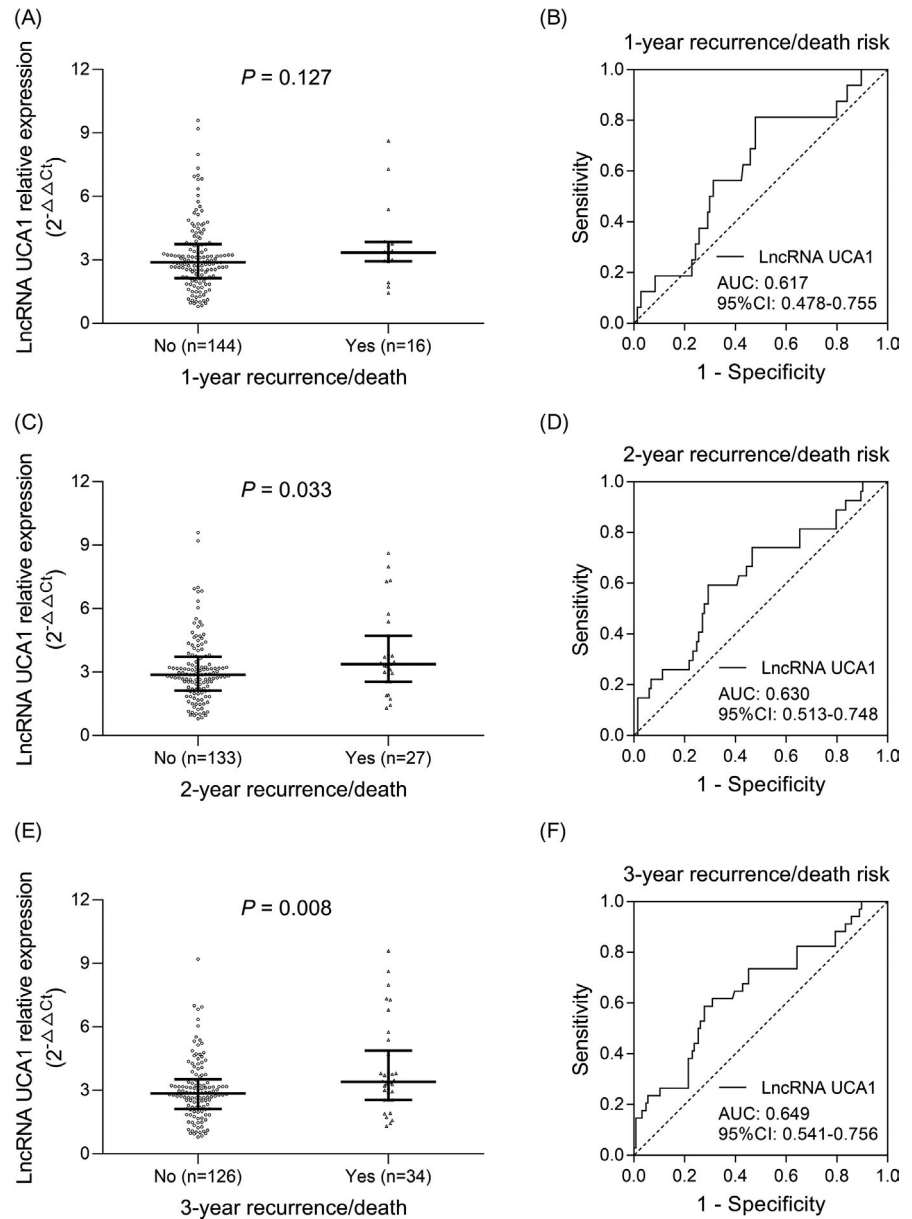 (A)
P = 0.127
LncRNA UCA1 relative expression
(2-△△Ct)
12
9
6
3
0
No (n=144) Yes (n=16)
1-year recurrence/death
(B)
1-year recurrence/death risk
Sensitivity
1.0
0.8
0.6
0.4
0.2
0.0
LncRNA UCA1
AUC: 0.617
95%CI: 0.478-0.755
0.0 0.2 0.4 0.6 0.8 1.0
1 - Specificity
(C)
P = 0.033
LncRNA UCA1 relative expression
(2-△△Ct)
12
9
6
3
0
No (n=133) Yes (n=27)
2-year recurrence/death
(D)
2-year recurrence/death risk
Sensitivity
1.0
0.8
0.6
0.4
0.2
0.0
LncRNA UCA1
AUC: 0.630
95%CI: 0.513-0.748
0.0 0.2 0.4 0.6 0.8 1.0
1 - Specificity
(E)
P = 0.008
LncRNA UCA1 relative expression
(2-△△Ct)
12
9
6
3
0
No (n=126) Yes (n=34)
3-year recurrence/death
(F)
3-year recurrence/death risk
Sensitivity
1.0
0.8
0.6
0.4
0.2
0.0
LncRNA UCA1
AUC: 0.649
95%CI: 0.541-0.756
0.0 0.2 0.4 0.6 0.8 1.0
1 - Specificity